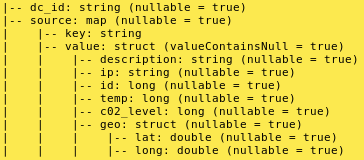 |-- dc_id: string (nullable = true)
|-- source: map (nullable = true)
|    |-- key: string
|    |-- value: struct (valueContainsNull = true)
|    |    |-- description: string (nullable = true)
|    |    |-- ip: string (nullable = true)
|    |    |-- id: long (nullable = true)
|    |    |-- temp: long (nullable = true)
|    |    |-- c02_level: long (nullable = true)
|    |    |-- geo: struct (nullable = true)
|    |    |    |-- lat: double (nullable = true)
|    |    |    |-- long: double (nullable = true)